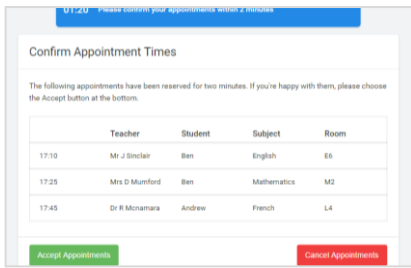 01:20 Please confirm your appointments within 2 minutes
Confirm Appointment Times
The following appointments have been reserved for two minutes. If you're happy with them, please choose
the Accept button at the bottom.
Teacher Student Subject Room
17:10 Mr J Sinclair Ben English E6
17:25 Mrs D Mumford Ben Mathematics M2
17:45 Dr R Mcnamara Andrew French L4
Accept Appointments Cancel Appointments